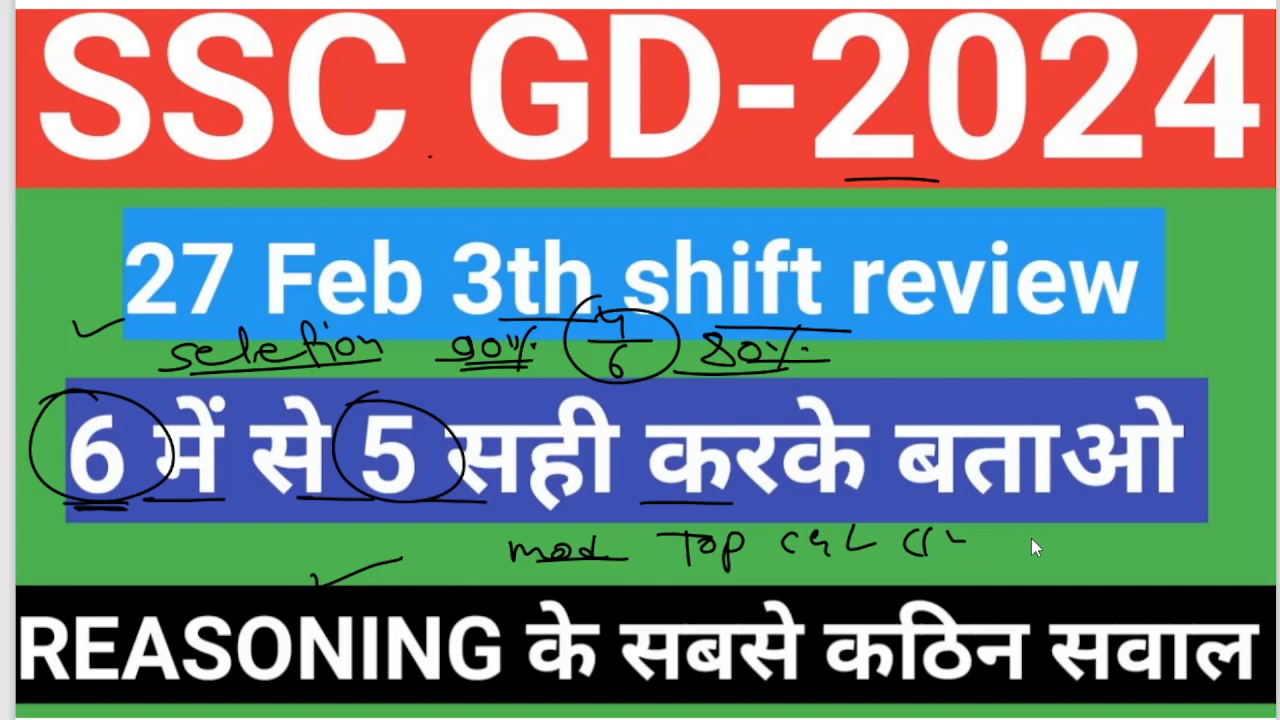 SSC GD-2024
27 Feb 3th shift review
seletion 90% 4/6 80%
6 में से 5 सही करके बताओ
mod Top
REASONING के सबसे कठिन सवाल